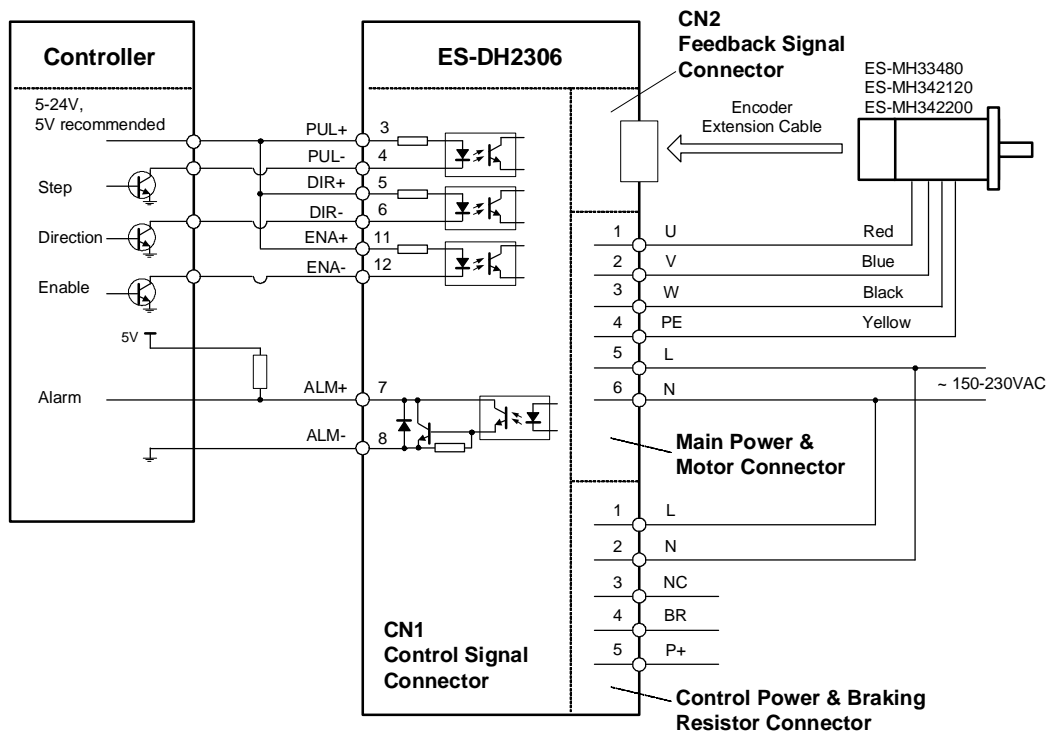 Controller
5-24V,
5V recommended
Step
Direction
Enable
5V
Alarm
ES-DH2306
PUL+ 3
PUL- 4
DIR+ 5
DIR- 6
ENA+ 11
ENA- 12
ALM+ 7
ALM- 8
CN1
Control Signal
Connector
CN2
Feedback Signal
Connector
Encoder
Extension Cable
ES-MH33480
ES-MH342120
ES-MH342200
1 U Red
2 V Blue
3 W Black
4 PE Yellow
5 L
6 N
~ 150-230VAC
Main Power &
Motor Connector
1 L
2 N
3 NC
4 BR
5 P+
Control Power & Braking
Resistor Connector